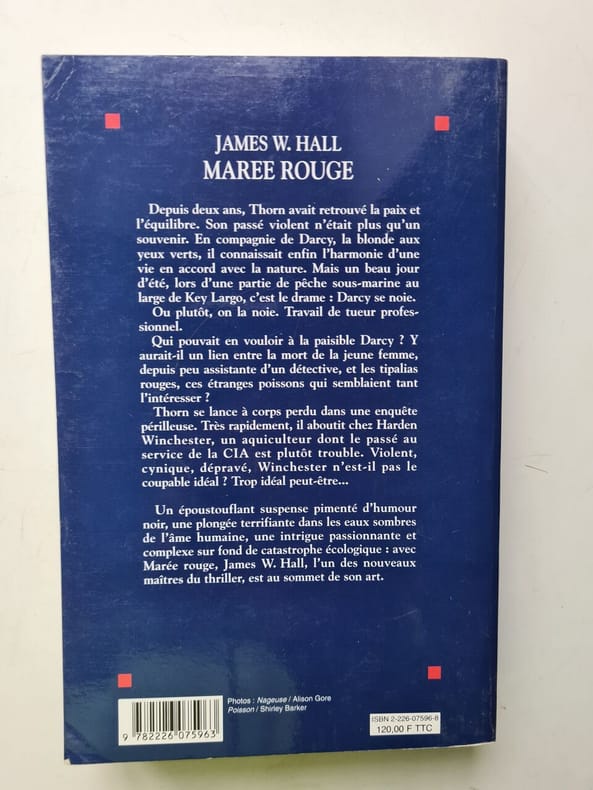 JAMES W. HALL
MAREE ROUGE
Depuis deux ans, Thorn avait retrouvé la paix et
l'équilibre. Son passé violent n'était plus qu'un
souvenir. En compagnie de Darcy, la blonde aux
yeux verts, il connaissait enfin l'harmonie d'une
vie en accord avec la nature. Mais un beau jour
d'été, lors d'une partie de pêche sous-marine au
large de Key Largo, c'est le drame : Darcy se noie.
Ou plutôt, on la noie. Travail de tueur profes-
sionnel.
Qui pouvait en vouloir à la paisible Darcy ? Y
aurait-il un lien entre la mort de la jeune femme,
depuis peu assistante d'un détective, et les tipalias
rouges, ces étranges poissons qui semblaient tant
l'intéresser ?
Thorn se lance à corps perdu dans une enquête
périlleuse. Très rapidement, il aboutit chez Harden
Winchester, un aquiculteur dont le passé au
service de la CIA est plutôt trouble. Violent,
cynique, dépravé, Winchester n'est-il pas le
coupable idéal ? Trop idéal peut-être...
Un époustouflant suspense pimenté d'humour
noir, une plongée terrifiante dans les eaux sombres
de l'âme humaine, une intrigue passionnante et
complexe sur fond de catastrophe écologique : avec
Marée rouge, James W. Hall, l'un des nouveaux
maîtres du thriller, est au sommet de son art.
Photos : Nageuse / Alison Gore
Poisson / Shirley Barker
9 782226 075963
ISBN 2-226-07596-8
120,00 F TTC